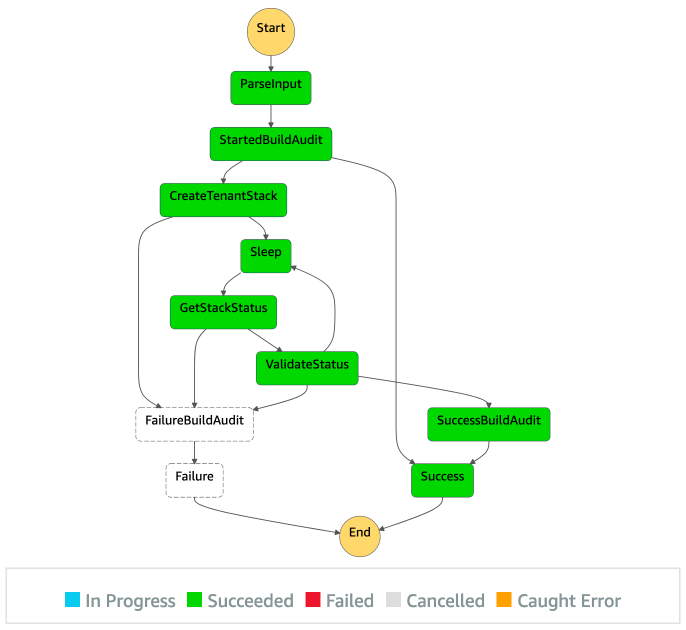 Start
ParseInput
StartedBuildAudit
CreateTenantStack
Sleep
GetStackStatus
ValidateStatus
FailureBuildAudit
SuccessBuildAudit
Failure
Success
End
In Progress
Succeeded
Failed
Cancelled
Caught Error